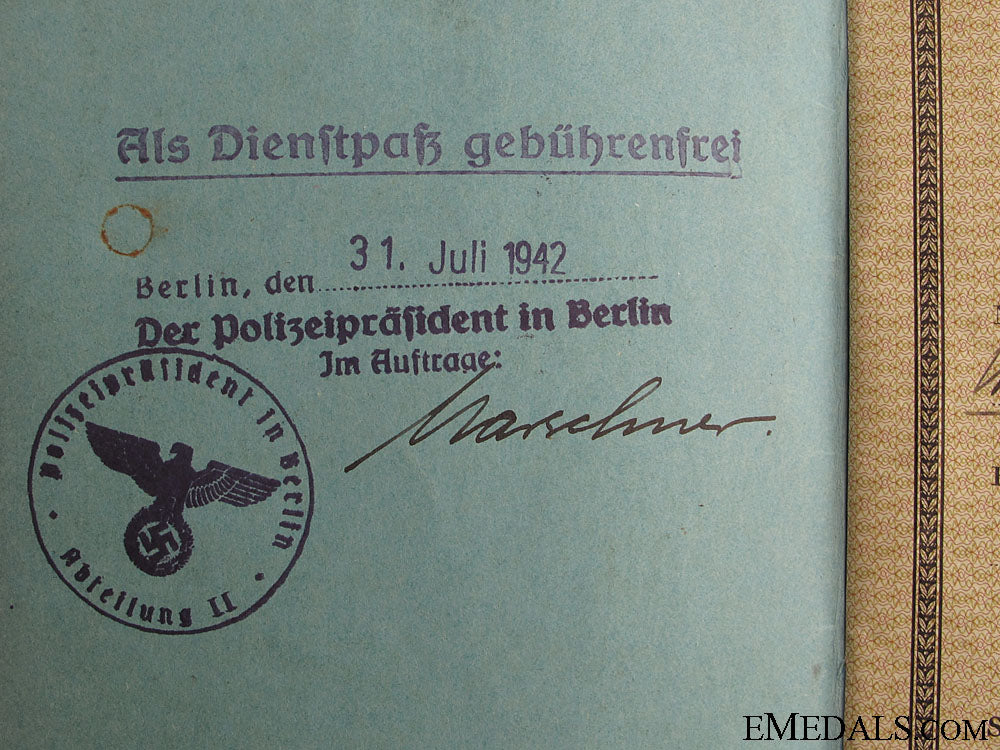 Als Dienstpaß gebührenfrei
31. Juli 1942
Berlin, den
Der Polizeipräsident in Berlin
Im Auftrage:
Marschner.
Polizeipräsident in Berlin
Abteilung II
EMEDALS.COM